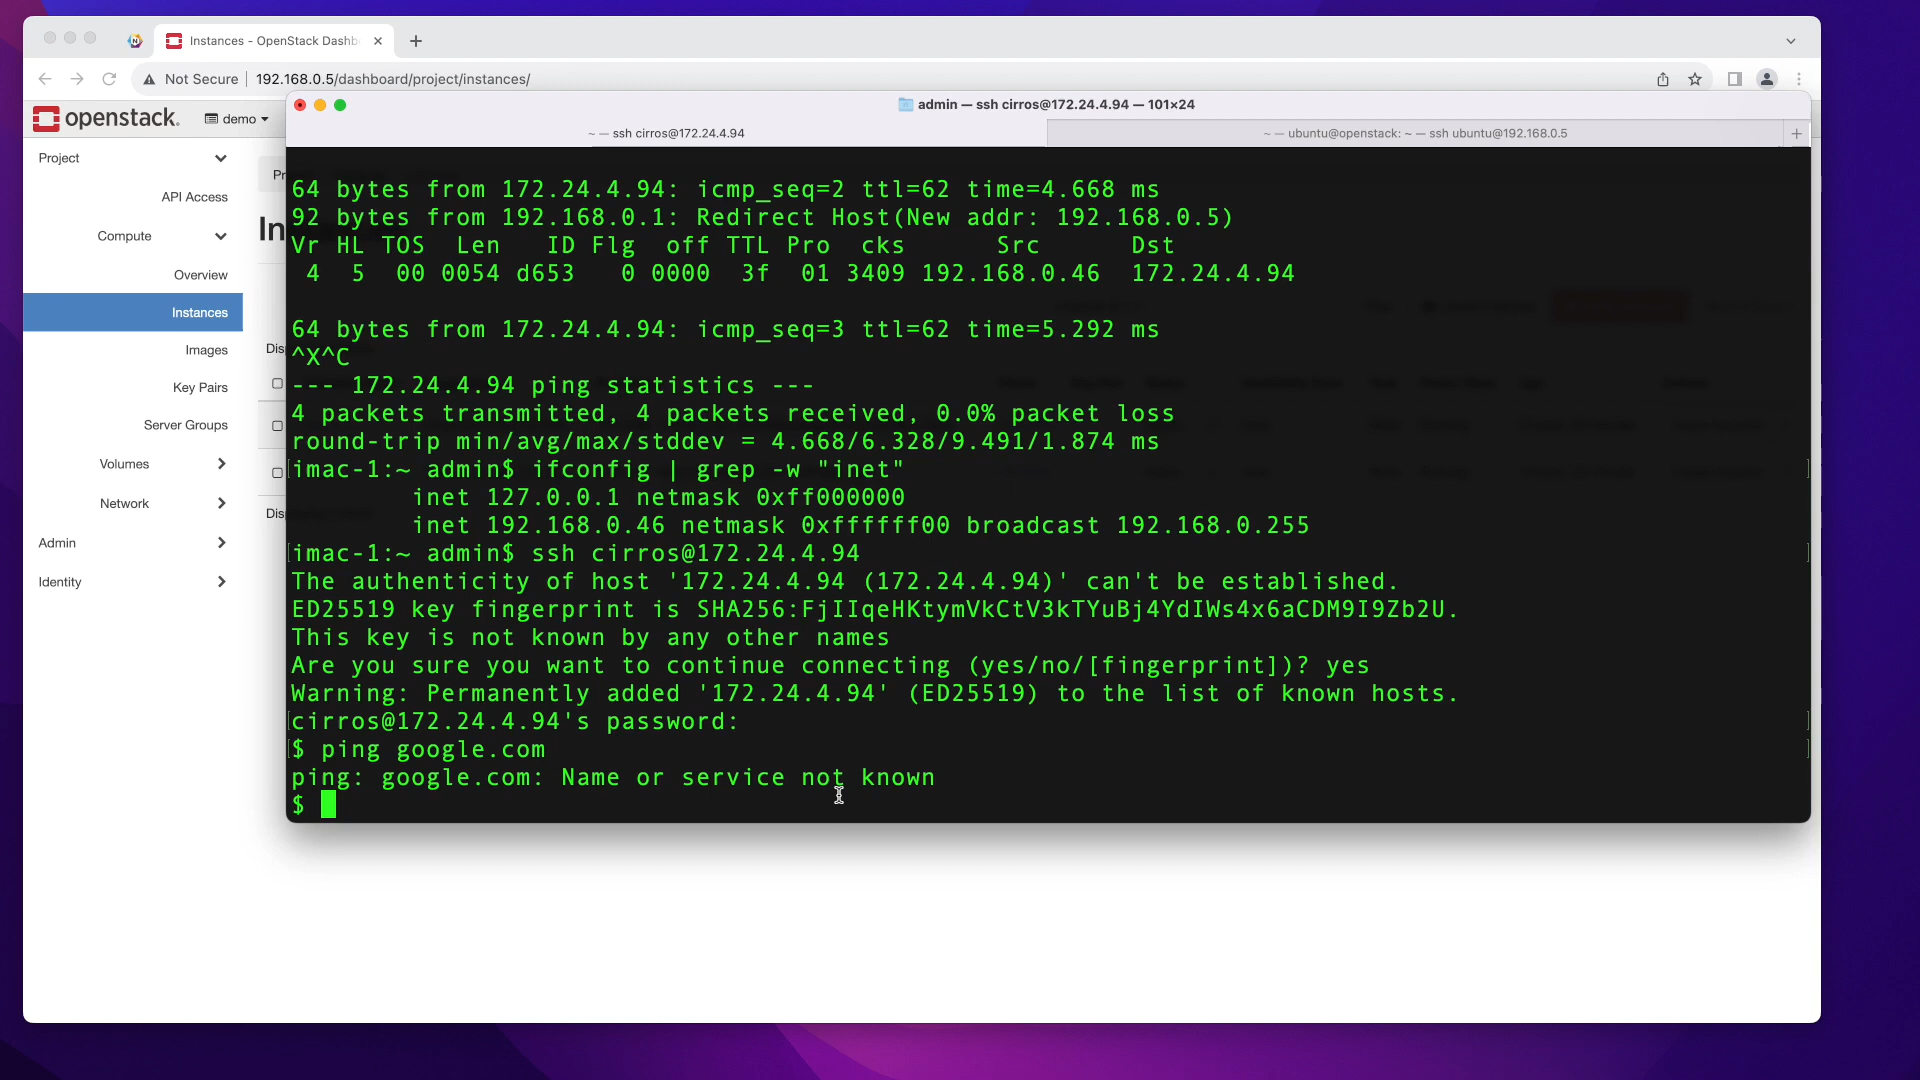 Instances - OpenStack Dashb
Not Secure
192.168.0.5/dashboard/project/instances/
openstack.
demo
admin — ssh cirros@172.24.4.94 — 101×24
~ — ssh cirros@172.24.4.94
~ — ubuntu@openstack: ~ — ssh ubuntu@192.168.0.5
Project
API Access
Compute
Overview
Instances
Images
Key Pairs
Server Groups
Volumes
Network
Admin
Identity
Pr
In
Dis
Dis
64 bytes from 172.24.4.94: icmp_seq=2 ttl=62 time=4.668 ms
92 bytes from 192.168.0.1: Redirect Host(New addr: 192.168.0.5)
Vr HL TOS  Len   ID Flg  off TTL Pro  cks      Src      Dst
 4  5  00 0054 d653   0 0000  3f  01 3409 192.168.0.46  172.24.4.94
64 bytes from 172.24.4.94: icmp_seq=3 ttl=62 time=5.292 ms
^X^C
--- 172.24.4.94 ping statistics ---
4 packets transmitted, 4 packets received, 0.0% packet loss
round-trip min/avg/max/stddev = 4.668/6.328/9.491/1.874 ms
[imac-1:~ admin$ ifconfig | grep -w "inet" ]
        inet 127.0.0.1 netmask 0xff000000
        inet 192.168.0.46 netmask 0xffffff00 broadcast 192.168.0.255
[imac-1:~ admin$ ssh cirros@172.24.4.94 ]
The authenticity of host '172.24.4.94 (172.24.4.94)' can't be established.
ED25519 key fingerprint is SHA256:FjIIqeHKtymVkCtV3kTYuBj4YdIWs4x6aCDM9I9Zb2U.
This key is not known by any other names
Are you sure you want to continue connecting (yes/no/[fingerprint])? yes
Warning: Permanently added '172.24.4.94' (ED25519) to the list of known hosts.
[cirros@172.24.4.94's password: ]
[$ ping google.com ]
ping: google.com: Name or service not known
$